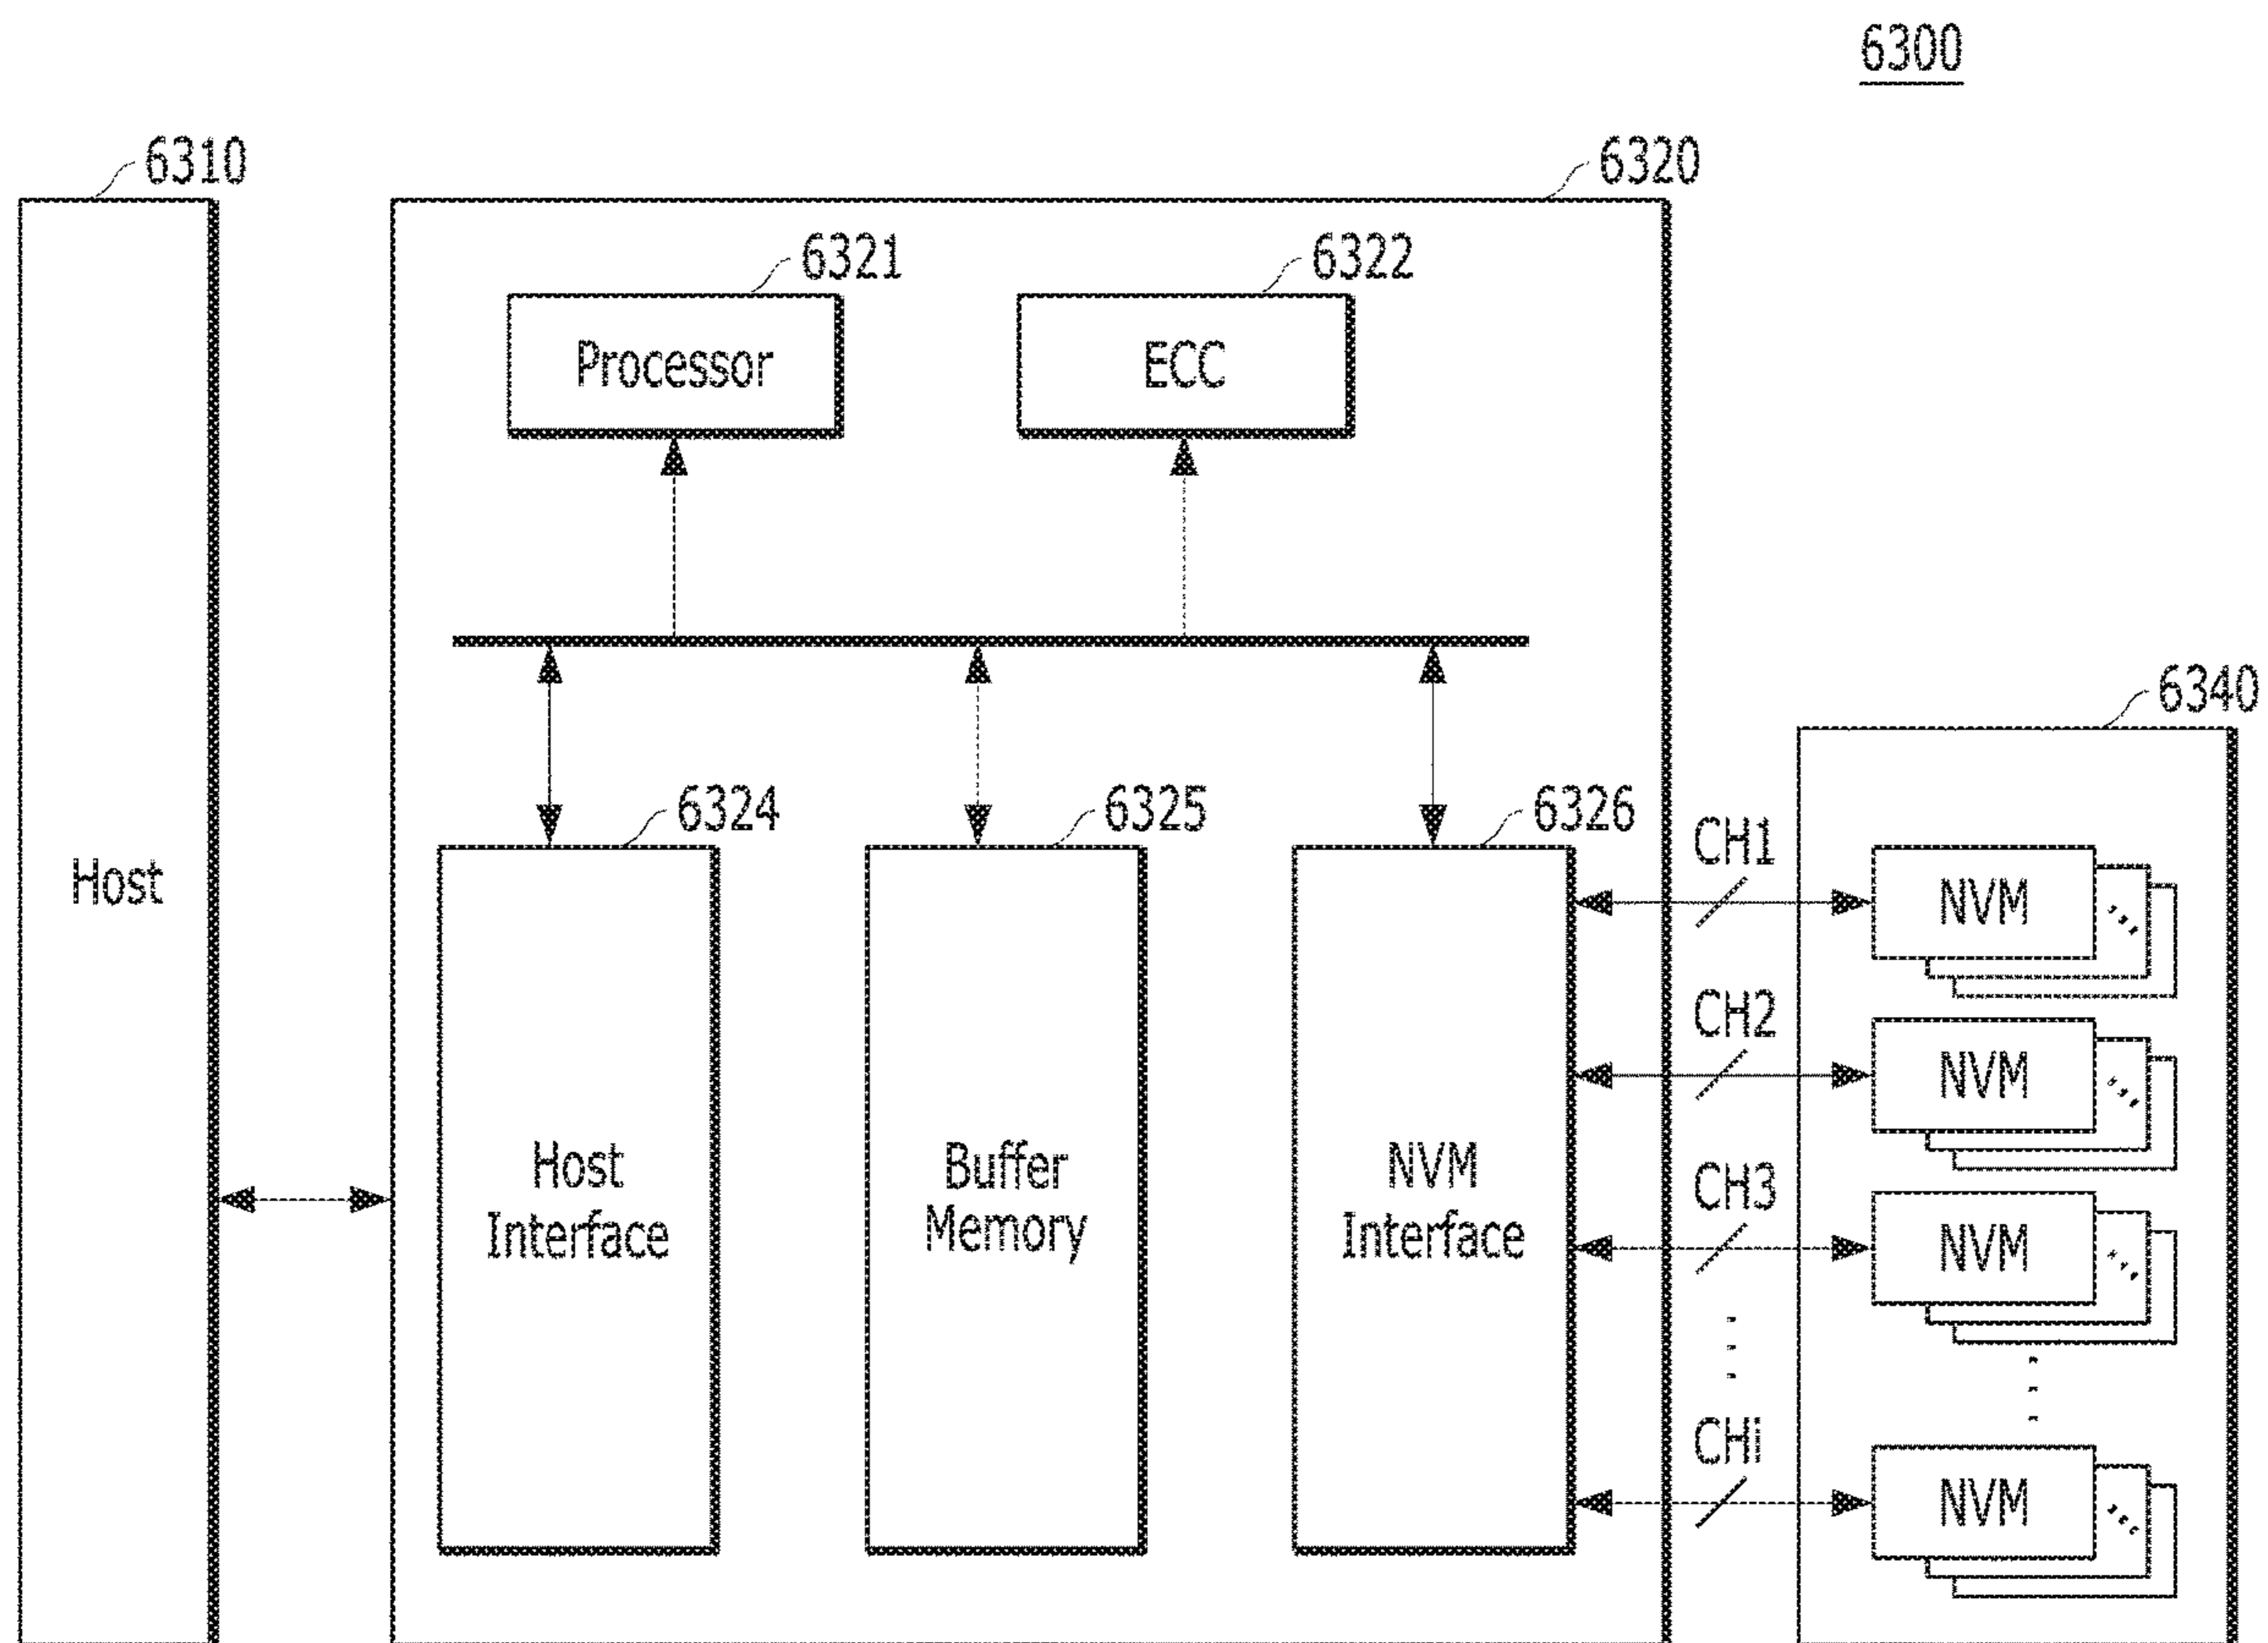 6300
6310
6320
6321
6322
Processor
ECC
6340
6324
6325
6326
CH1
Host
NVM
CH2
NVM
Host
Interface
Buffer
Memory
NVM
Interface
CH3
NVM
CHi
NVM